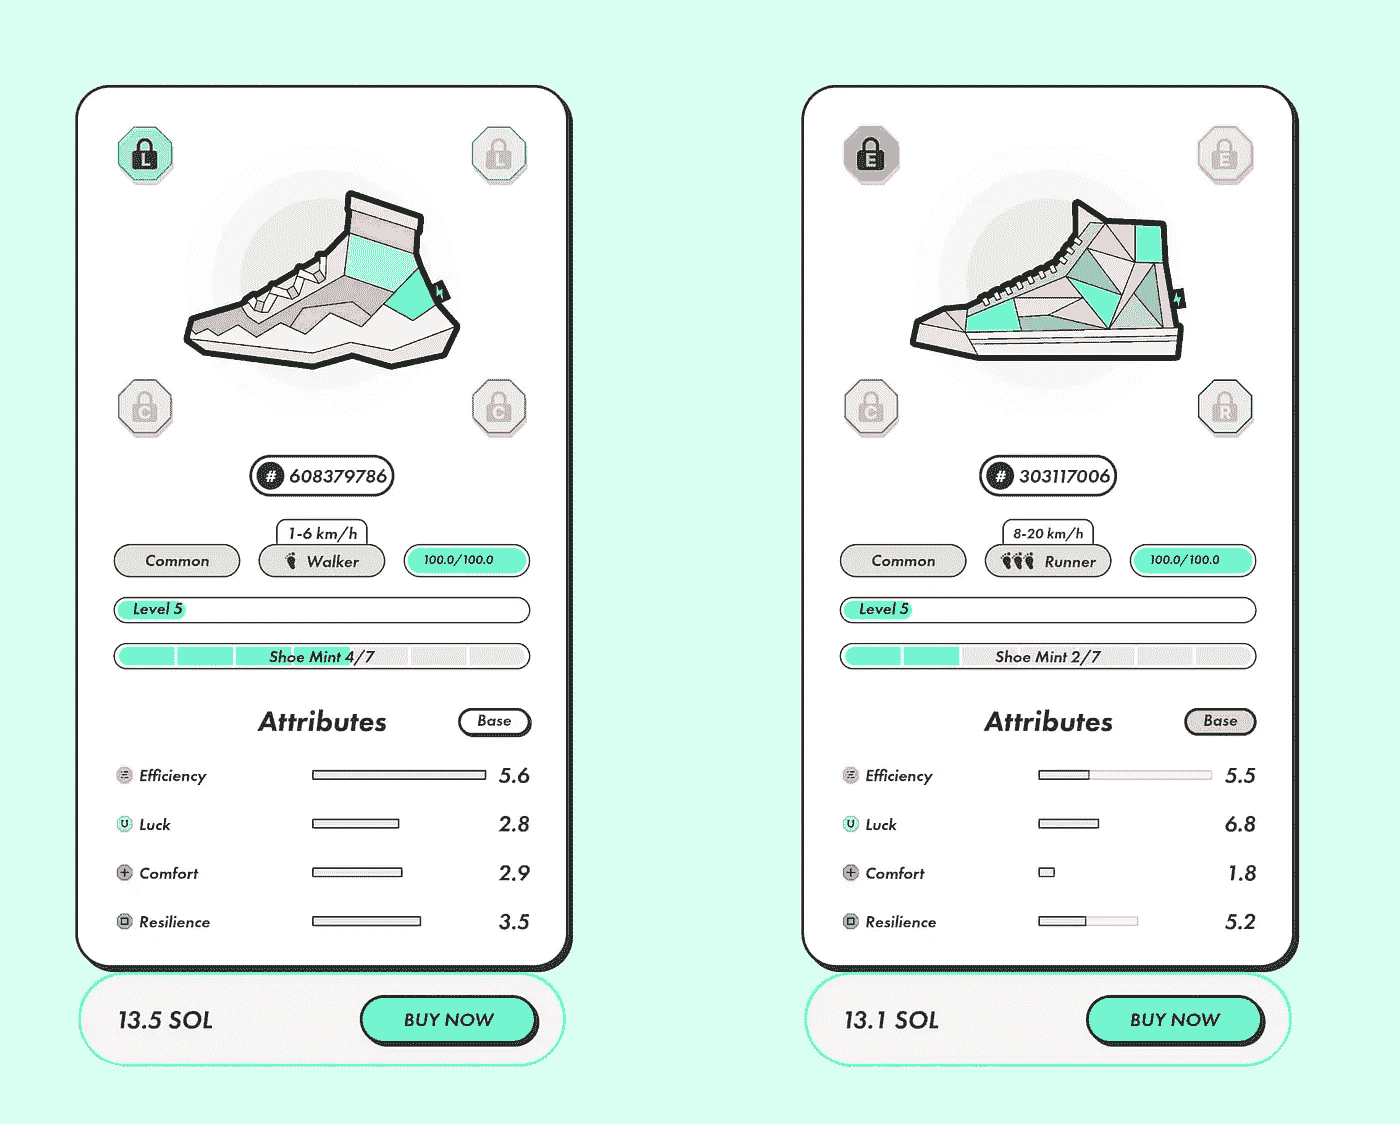 L
L
C
C
# 608379786
1-6 km/h
Common
Walker
100.0/100.0
Level 5
Shoe Mint 4/7
Attributes
Base
Efficiency 5.6
Luck 2.8
Comfort 2.9
Resilience 3.5
13.5 SOL
BUY NOW
E
E
C
R
# 303117006
8-20 km/h
Common
Runner
100.0/100.0
Level 5
Shoe Mint 2/7
Attributes
Base
Efficiency 5.5
Luck 6.8
Comfort 1.8
Resilience 5.2
13.1 SOL
BUY NOW